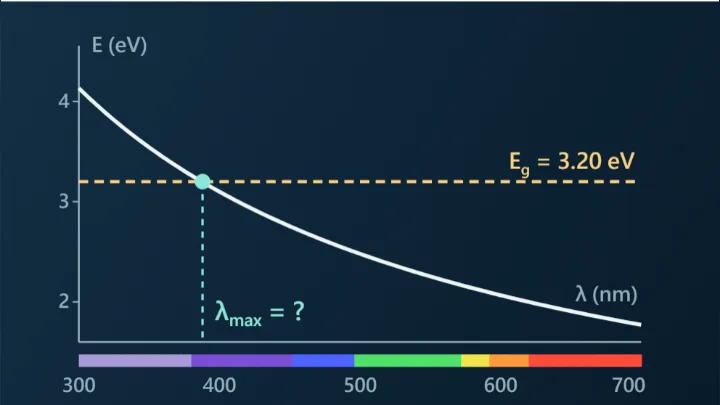 E (eV)
4
E_g = 3.20 eV
3
λ (nm)
2
λ_max = ?
300 400 500 600 700